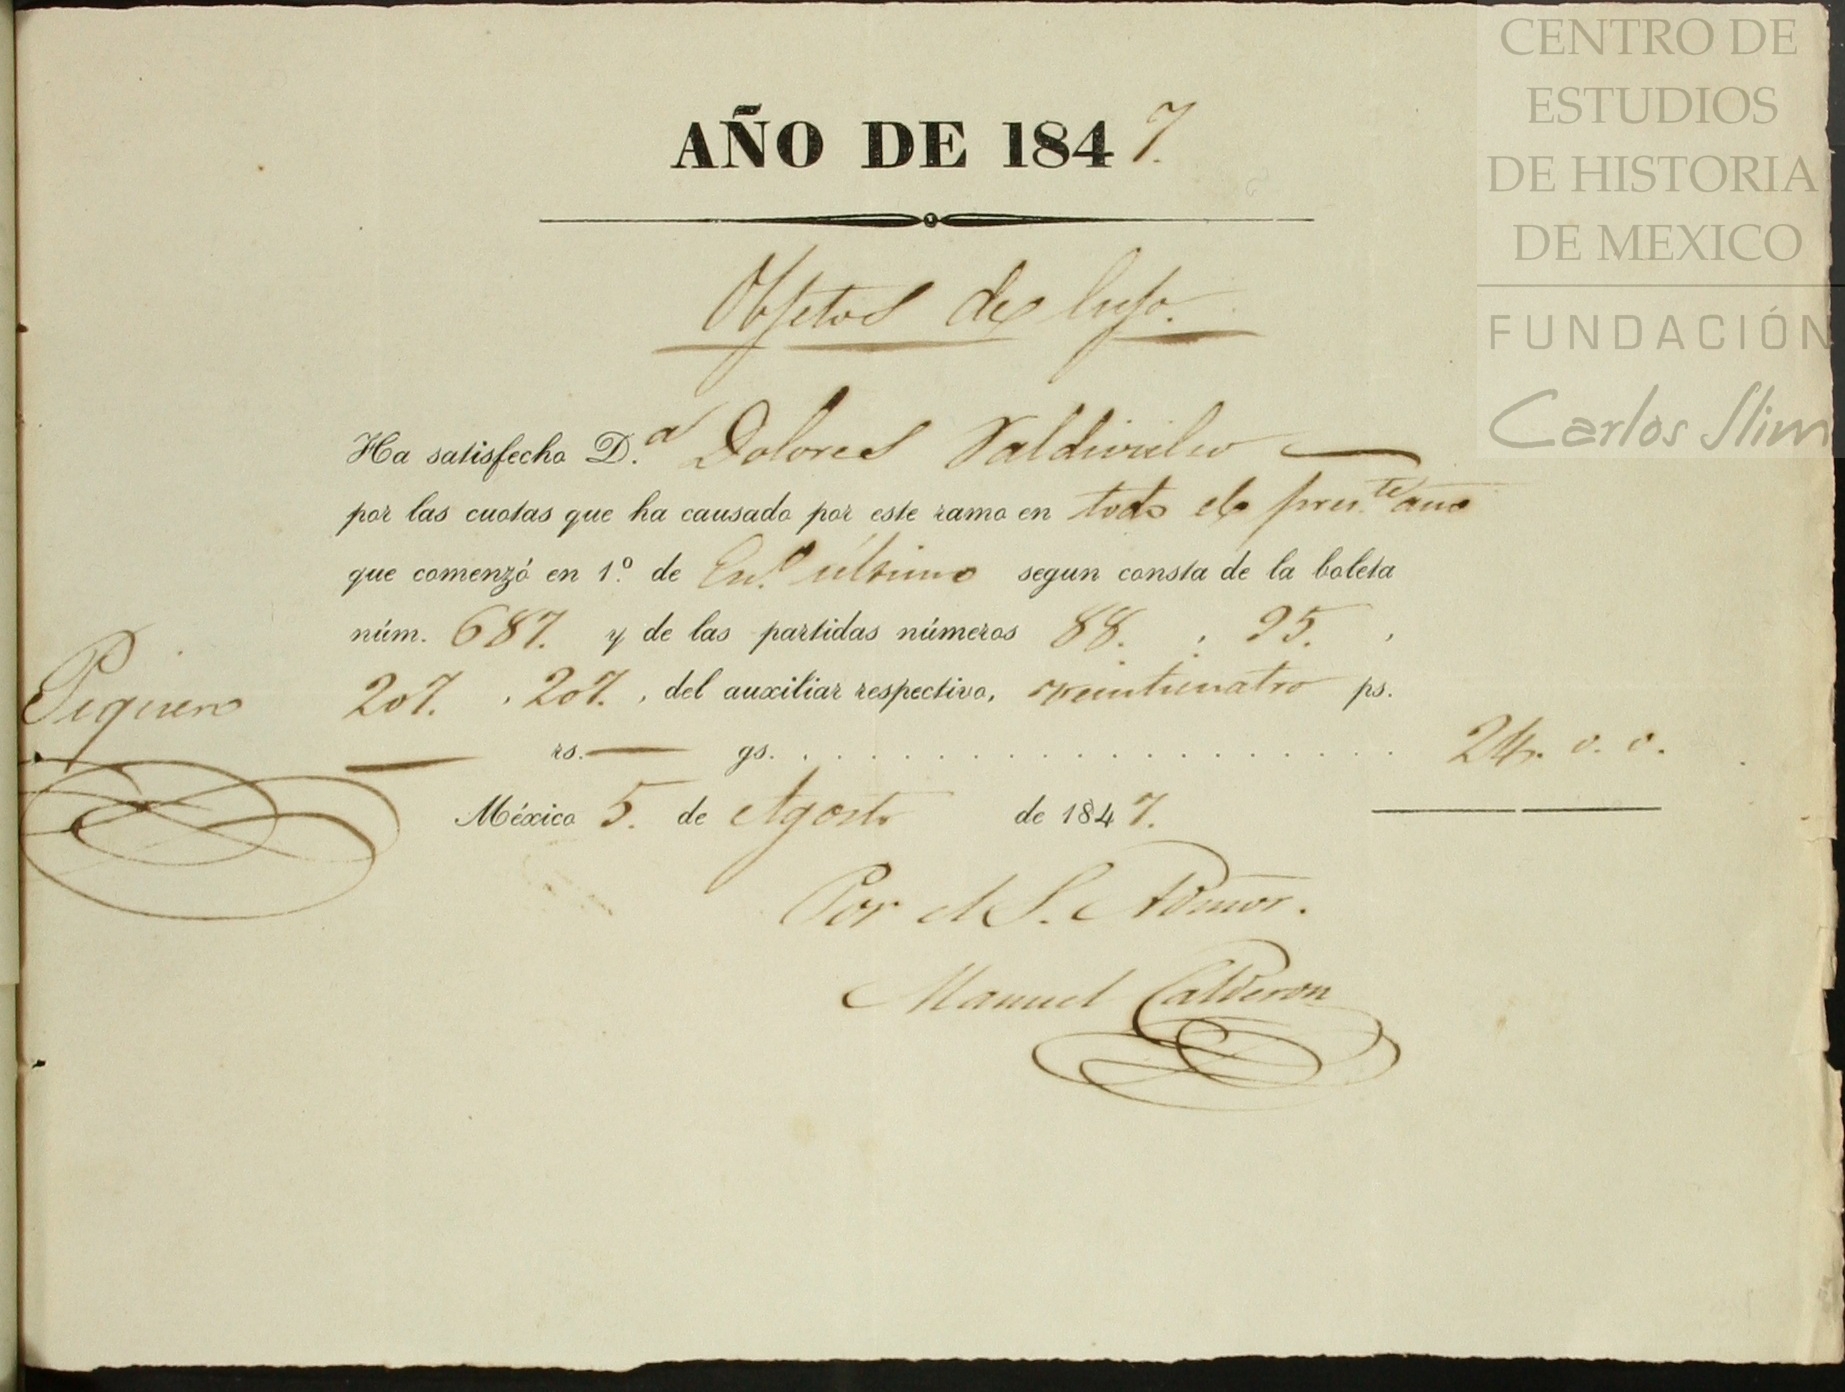 AÑO DE 1847.
Objetos de lujo.
Ha satisfecho D.ª Dolores Valdivielso
por las cuotas que ha causado por este ramo en todo el pres.te año
que comenzó en 1.º de En.º último segun consta de la boleta
núm. 687. y de las partidas números 88. , 95. ,
207. , 207. , del auxiliar respectivo, veinticuatro ps.
rs. gs. . . . . . . . . . . . . . . . . . . 24. 0. 0.
Piquero
México 5. de Agosto de 1847.
Por el S. Admor.
Manuel Calderon
CENTRO DE
ESTUDIOS
DE HISTORIA
DE MEXICO
FUNDACIÓN
Carlos Slim